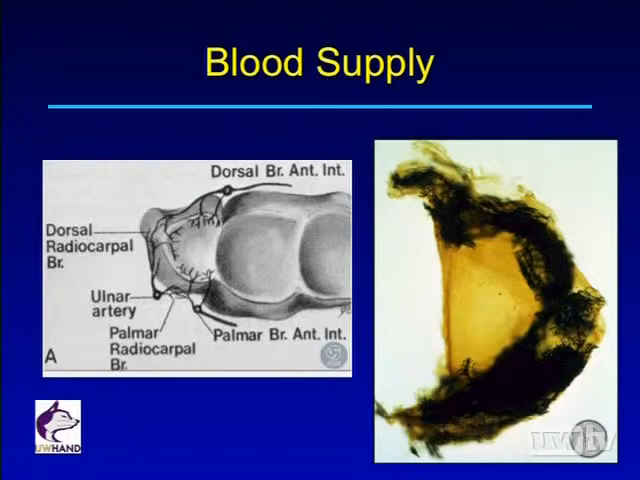 Blood Supply
Dorsal Br. Ant. Int.
Dorsal
Radiocarpal
Br.
Ulnar
artery
Palmar
Radiocarpal
Br.
Palmar Br. Ant. Int.
A
UWHAND
uwtv